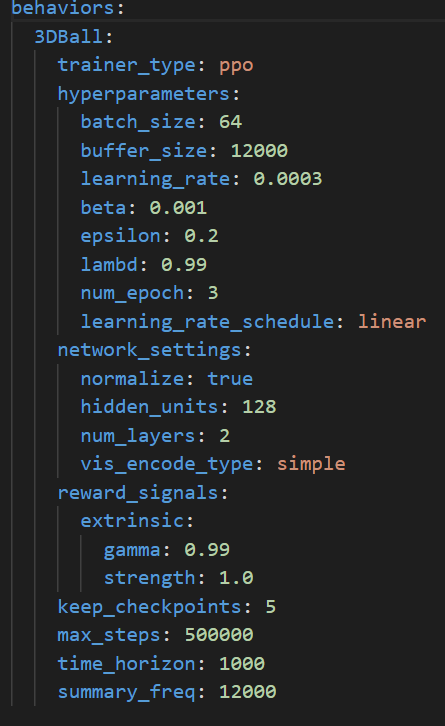 behaviors:
  3DBall:
    trainer_type: ppo
    hyperparameters:
      batch_size: 64
      buffer_size: 12000
      learning_rate: 0.0003
      beta: 0.001
      epsilon: 0.2
      lambd: 0.99
      num_epoch: 3
      learning_rate_schedule: linear
    network_settings:
      normalize: true
      hidden_units: 128
      num_layers: 2
      vis_encode_type: simple
    reward_signals:
      extrinsic:
        gamma: 0.99
        strength: 1.0
    keep_checkpoints: 5
    max_steps: 500000
    time_horizon: 1000
    summary_freq: 12000